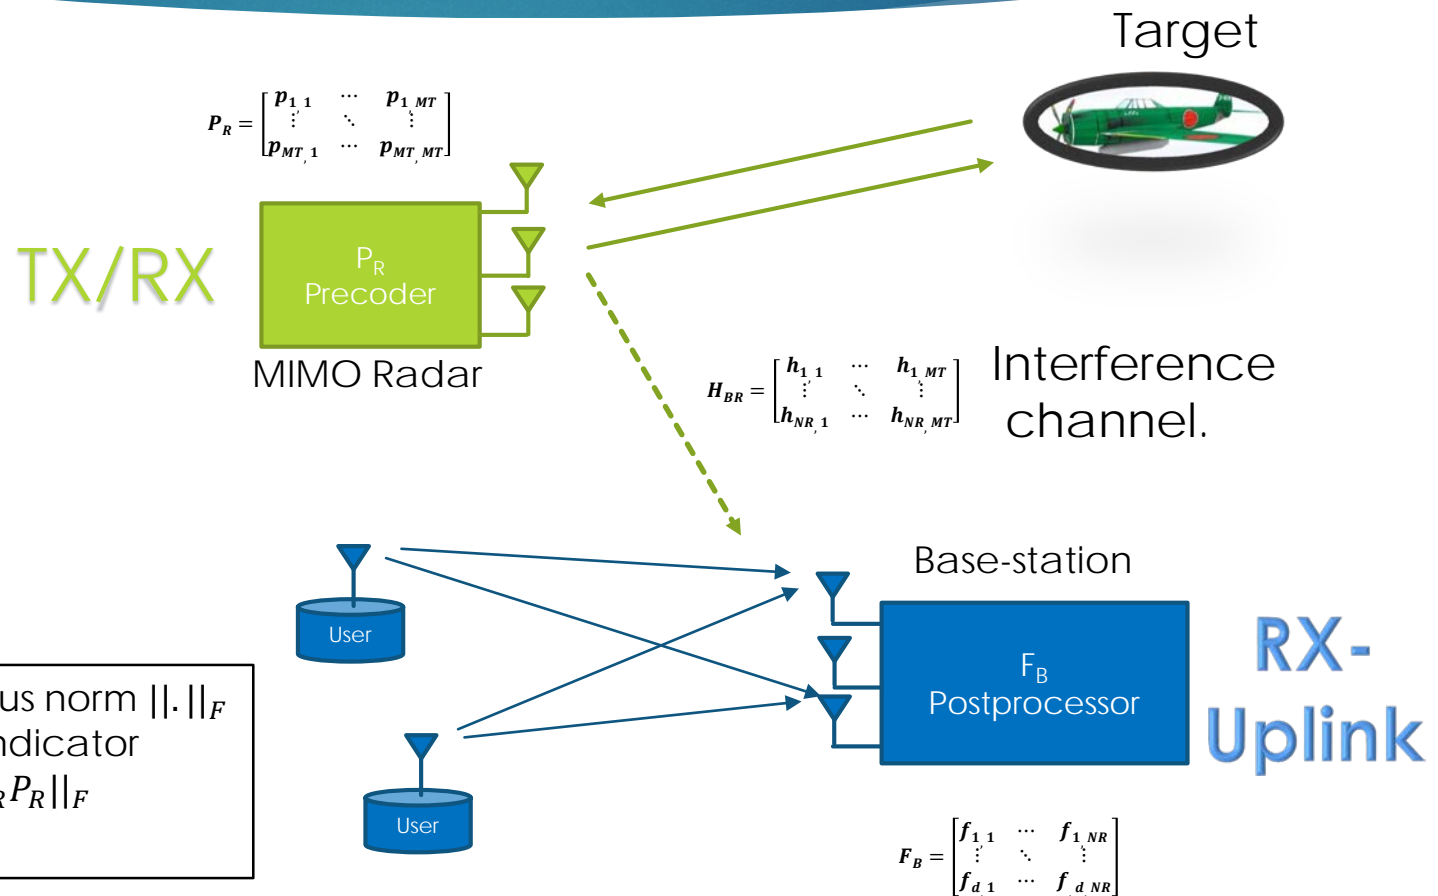 Target
P_R = [p_{1,1} ⋯ p_{1,MT}
⋮ ⋱ ⋮
p_{MT,1} ⋯ p_{MT,MT}]
TX/RX
P_R
Precoder
MIMO Radar
H_{BR} = [h_{1,1} ⋯ h_{1,MT}
⋮ ⋱ ⋮
h_{NR,1} ⋯ h_{NR,MT}]
Interference
channel.
Base-station
User
F_B
Postprocessor
RX-
Uplink
us norm ||.||_F
ndicator
_R P_R||_F
User
F_B = [f_{1,1} ⋯ f_{1,NR}
⋮ ⋱ ⋮
f_{d,1} ⋯ f_{d,NR}]